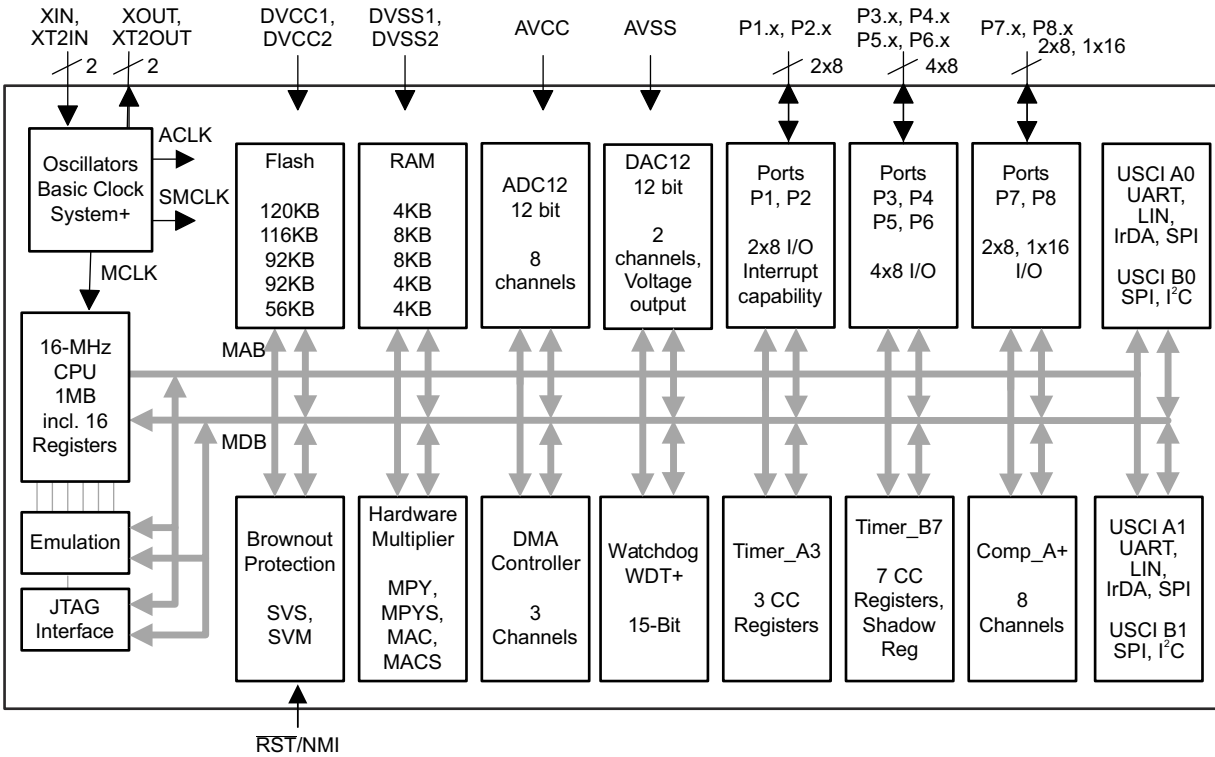 XIN,
XT2IN
XOUT,
XT2OUT
DVCC1,
DVCC2
DVSS1,
DVSS2
AVCC
AVSS
P1.x, P2.x
P3.x, P4.x
P5.x, P6.x
P7.x, P8.x
2
2
2x8
4x8
2x8, 1x16
Oscillators
Basic Clock
System+
ACLK
SMCLK
MCLK
Flash
120KB
116KB
92KB
92KB
56KB
RAM
4KB
8KB
8KB
4KB
4KB
ADC12
12 bit
8
channels
DAC12
12 bit
2
channels,
Voltage
output
Ports
P1, P2
2x8 I/O
Interrupt
capability
Ports
P3, P4
P5, P6
4x8 I/O
Ports
P7, P8
2x8, 1x16
I/O
USCI A0
UART,
LIN,
IrDA, SPI
USCI B0
SPI, I²C
16-MHz
CPU
1MB
incl. 16
Registers
MAB
MDB
Emulation
JTAG
Interface
Brownout
Protection
SVS,
SVM
Hardware
Multiplier
MPY,
MPYS,
MAC,
MACS
DMA
Controller
3
Channels
Watchdog
WDT+
15-Bit
Timer_A3
3 CC
Registers
Timer_B7
7 CC
Registers,
Shadow
Reg
Comp_A+
8
Channels
USCI A1
UART,
LIN,
IrDA, SPI
USCI B1
SPI, I²C
RST/NMI